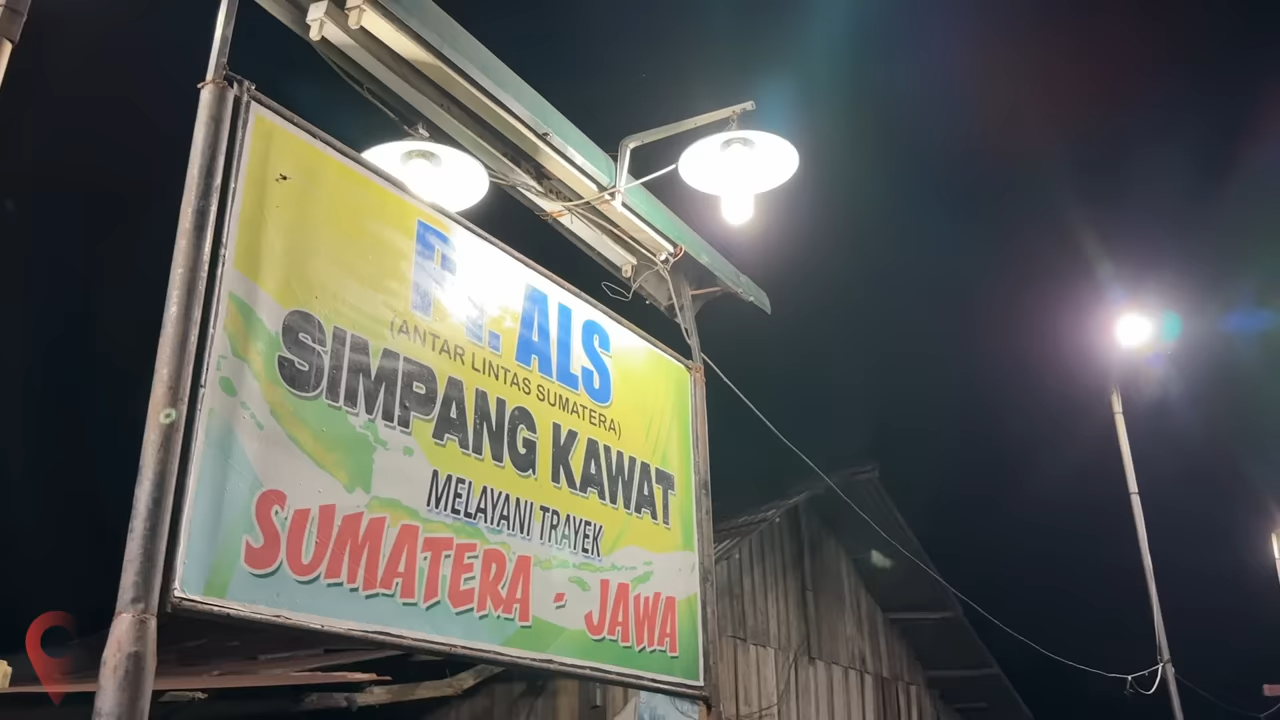 PT. ALS
(ANTAR LINTAS SUMATERA)
SIMPANG KAWAT
MELAYANI TRAYEK
SUMATERA - JAWA